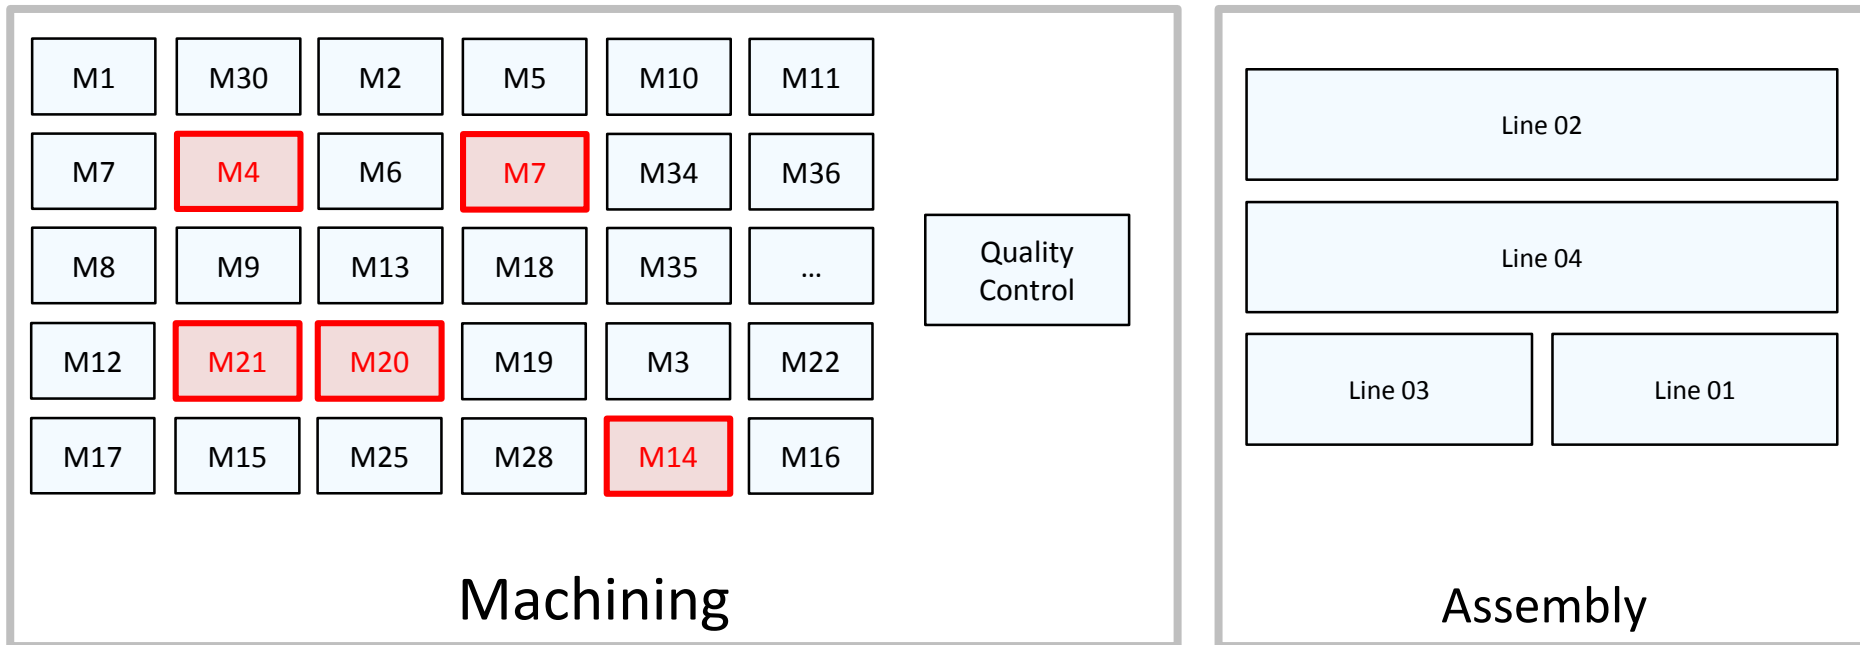 M1 M30 M2 M5 M10 M11
M7 M4 M6 M7 M34 M36
M8 M9 M13 M18 M35 ...
M12 M21 M20 M19 M3 M22
M17 M15 M25 M28 M14 M16
Quality
Control
Machining
Line 02
Line 04
Line 03 Line 01
Assembly